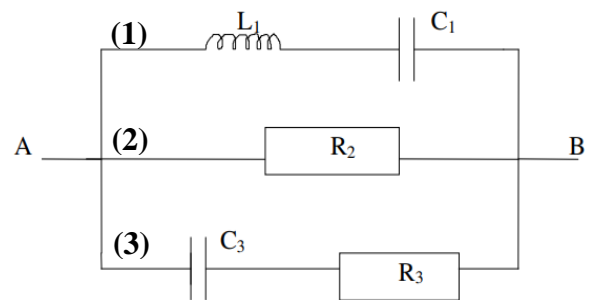 (1) L₁ C₁
A (2) R₂ B
(3) C₃ R₃